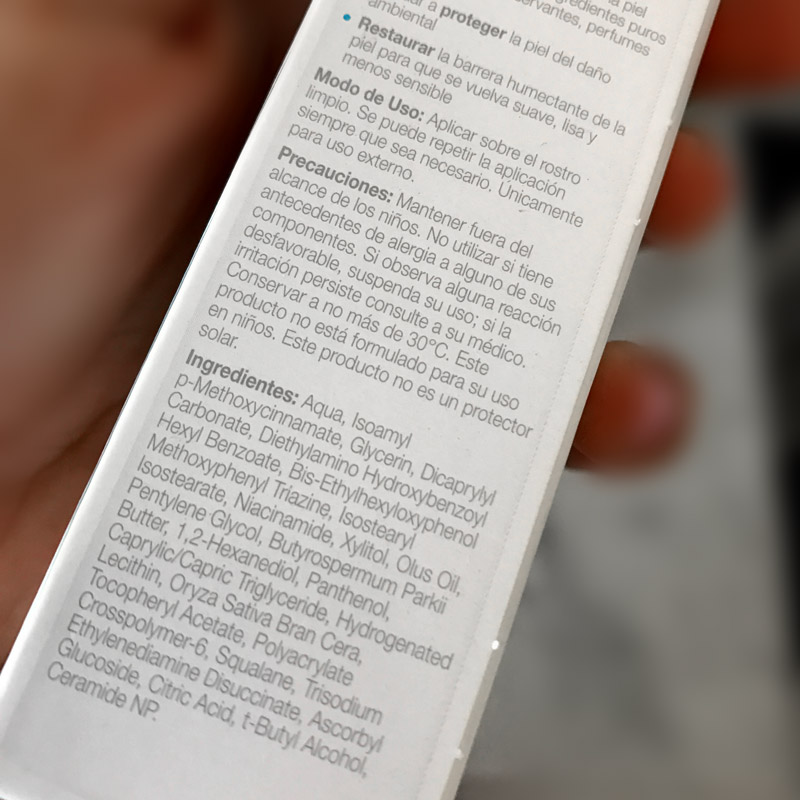 la piel
ingredientes puros
ar a proteger la piel del daño
ambiental
• Restaurar la barrera humectante de la
piel para que se vuelva suave, lisa y
menos sensible
Modo de Uso: Aplicar sobre el rostro
limpio. Se puede repetir la aplicación
siempre que sea necesario. Únicamente
para uso externo.
Precauciones: Mantener fuera del
alcance de los niños. No utilizar si tiene
antecedentes de alergia a alguno de sus
componentes. Si observa alguna reacción
desfavorable, suspenda su uso; si la
irritación persiste consulte a su médico.
Conservar a no más de 30°C. Este
producto no está formulado para su uso
en niños. Este producto no es un protector
solar.
Ingredientes: Aqua, Isoamyl
p-Methoxycinnamate, Glycerin, Dicaprylyl
Carbonate, Diethylamino Hydroxybenzoyl
Hexyl Benzoate, Bis-Ethylhexyloxyphenol
Methoxyphenyl Triazine, Isostearyl
Isostearate, Niacinamide, Xylitol, Olus Oil,
Pentylene Glycol, Butyrospermum Parkii
Butter, 1,2-Hexanediol, Panthenol,
Caprylic/Capric Triglyceride, Hydrogenated
Lecithin, Oryza Sativa Bran Cera,
Tocopheryl Acetate, Polyacrylate
Crosspolymer-6, Squalane, Trisodium
Ethylenediamine Disuccinate, Ascorbyl
Glucoside, Citric Acid, t-Butyl Alcohol,
Ceramide NP.